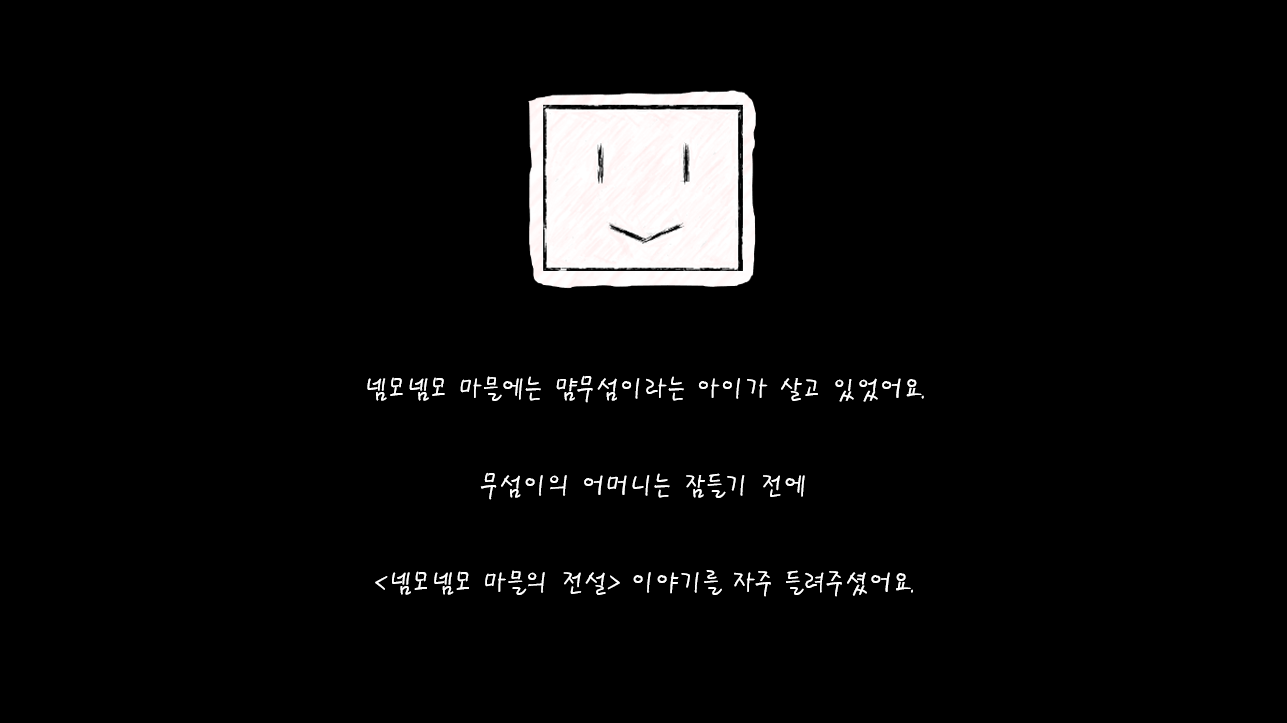 넴모넴모 마믈에는 먐무섬이라는 아이가 살고 있었어요.
무섬이의 어머니는 잠들기 전에
<넴모넴모 마믈의 전설> 이야기를 자주 들려주셨어요.